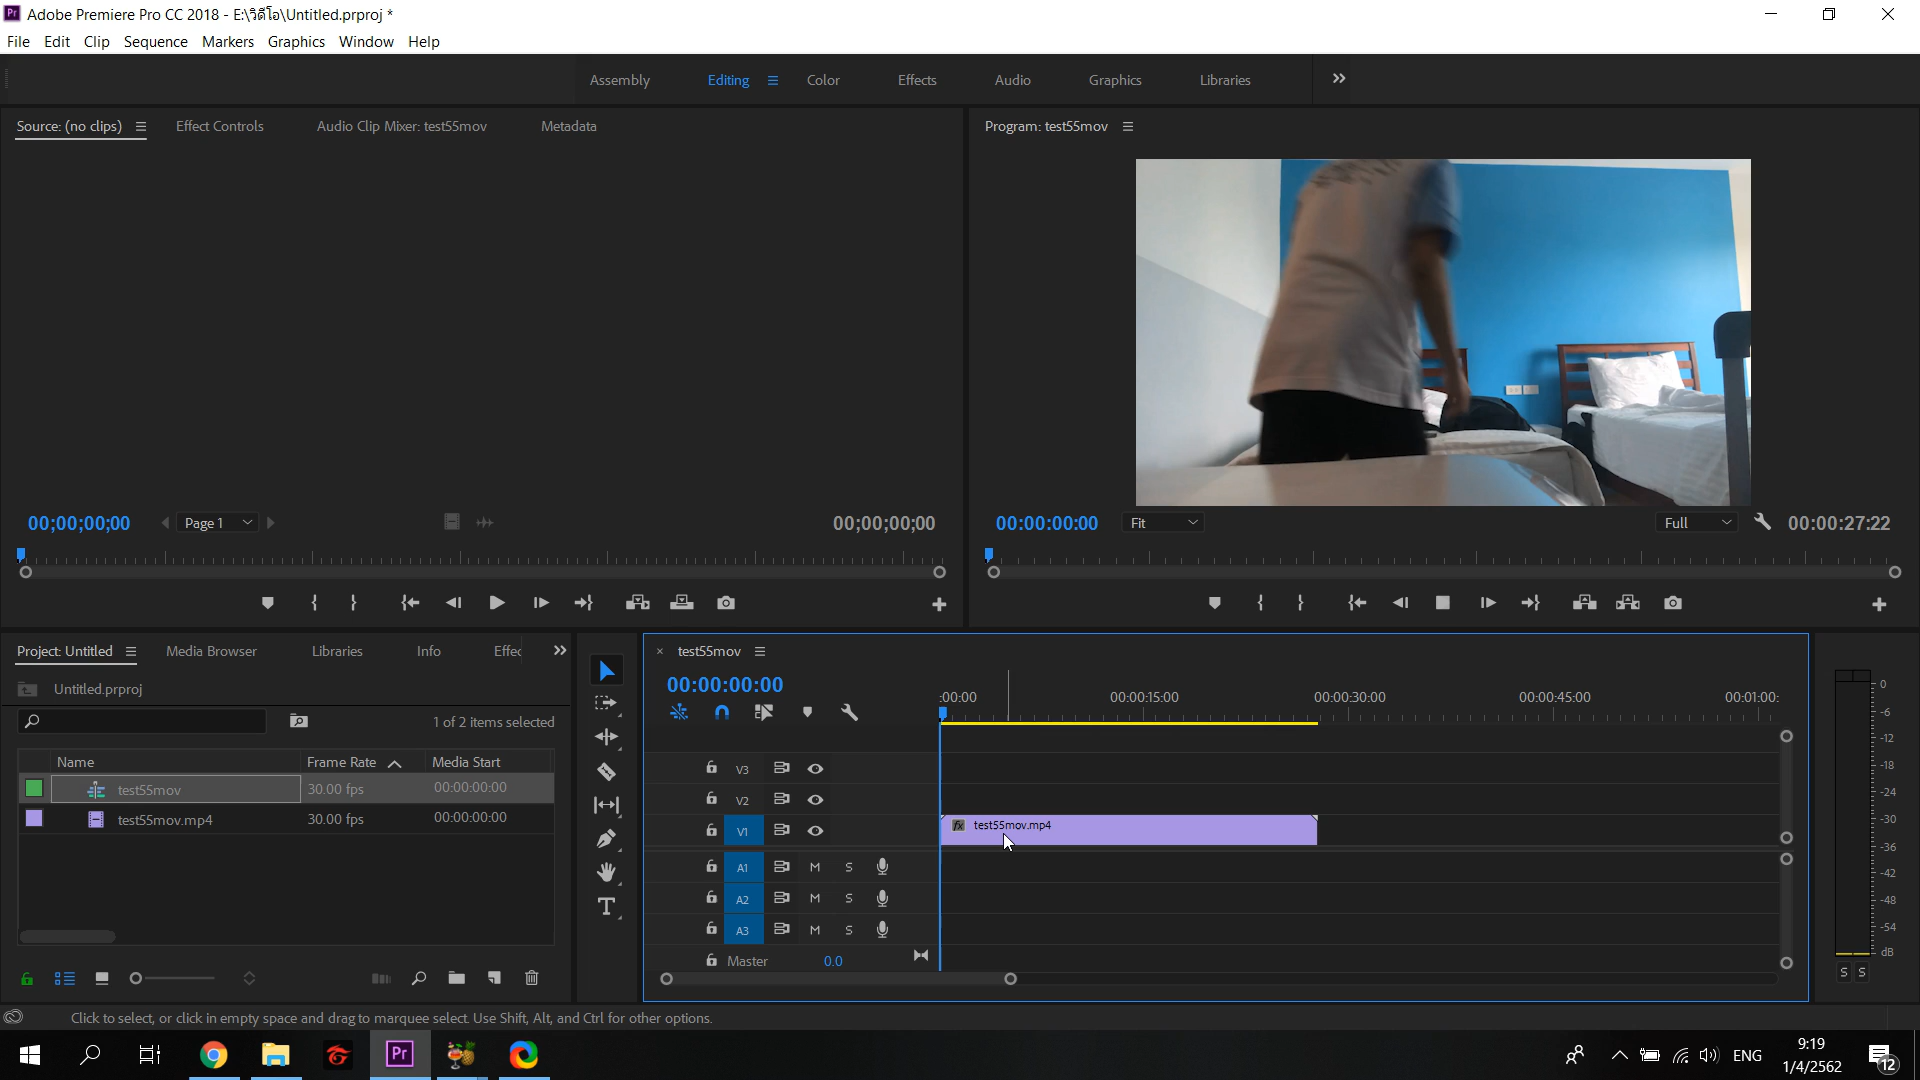 Adobe Premiere Pro CC 2018 - E:\วิดีโอ\Untitled.prproj *
File Edit Clip Sequence Markers Graphics Window Help
Assembly Editing Color Effects Audio Graphics Libraries
Source: (no clips) Effect Controls Audio Clip Mixer: test55mov Metadata
Program: test55mov
00;00;00;00 Page 1 00;00;00;00
00:00:00:00 Fit Full 00:00:27:22
Project: Untitled Media Browser Libraries Info Effec
Untitled.prproj
1 of 2 items selected
Name Frame Rate Media Start
test55mov 30.00 fps 00:00:00:00
test55mov.mp4 30.00 fps 00:00:00:00
test55mov
00:00:00:00
:00:00 00:00:15:00 00:00:30:00 00:00:45:00 00:01:00:
V3
V2
V1 fx test55mov.mp4
A1 M S
A2 M S
A3 M S
Master 0.0
0
-6
-12
-18
-24
-30
-36
-42
-48
-54
dB
S S
Click to select, or click in empty space and drag to marquee select. Use Shift, Alt, and Ctrl for other options.
Pr ENG 9:19
1/4/2562
12